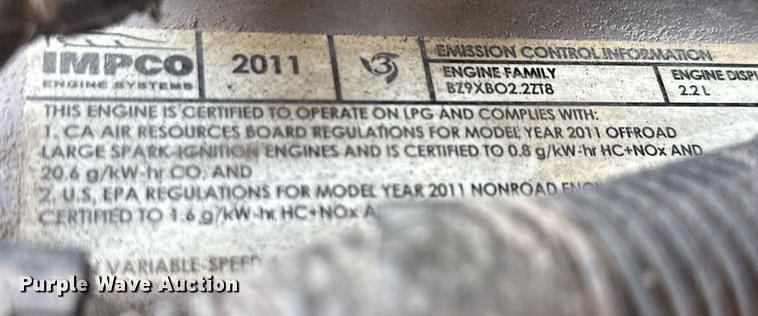 IMPCO
ENGINE SYSTEMS
2011
3
EMISSION CONTROL INFORMATION
ENGINE FAMILY
BZ9XBO2.2ZT8
ENGINE
2.2 L
THIS ENGINE IS CERTIFIED TO OPERATE ON LPG AND COMPLIES WITH:
1. CA AIR RESOURCES BOARD REGULATIONS FOR MODEL YEAR 2011 OFFROAD
LARGE SPARK-IGNITION ENGINES AND IS CERTIFIED TO 0.8 g/kW-hr HC+NOx AND
20.6 g/kW-hr CO, AND
2. U.S. EPA REGULATIONS FOR MODEL YEAR 2011 NONROAD
CERTIFIED TO 1.6 g/kW-hr HC+NOx
VARIABLE-SPEED
Purple Wave Auction